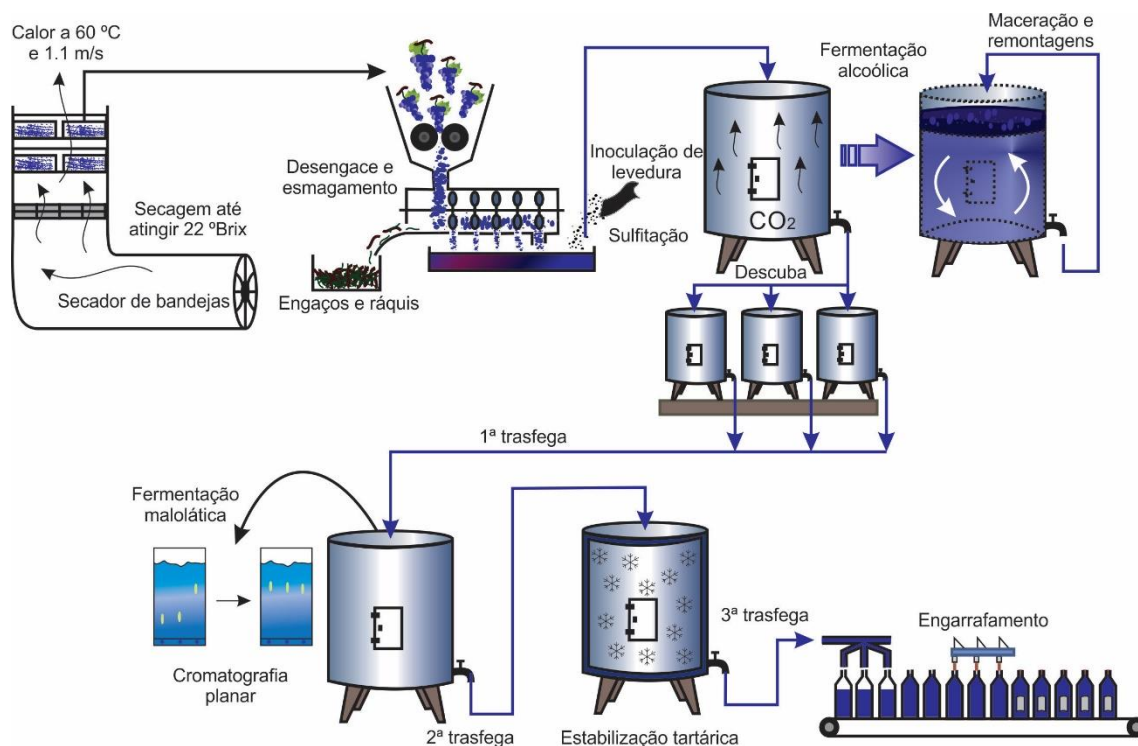 Calor a 60 ºC
e 1.1 m/s
Secagem até
atingir 22 ºBrix
Secador de bandejas
Desengace e
esmagamento
Engaços e ráquis
Inoculação de
levedura
Sulfitação
Fermentação
alcoólica
Maceração e
remontagens
CO₂
Descuba
1ª trasfega
Fermentação
malolática
Cromatografia
planar
2ª trasfega
Estabilização tartárica
3ª trasfega
Engarrafamento